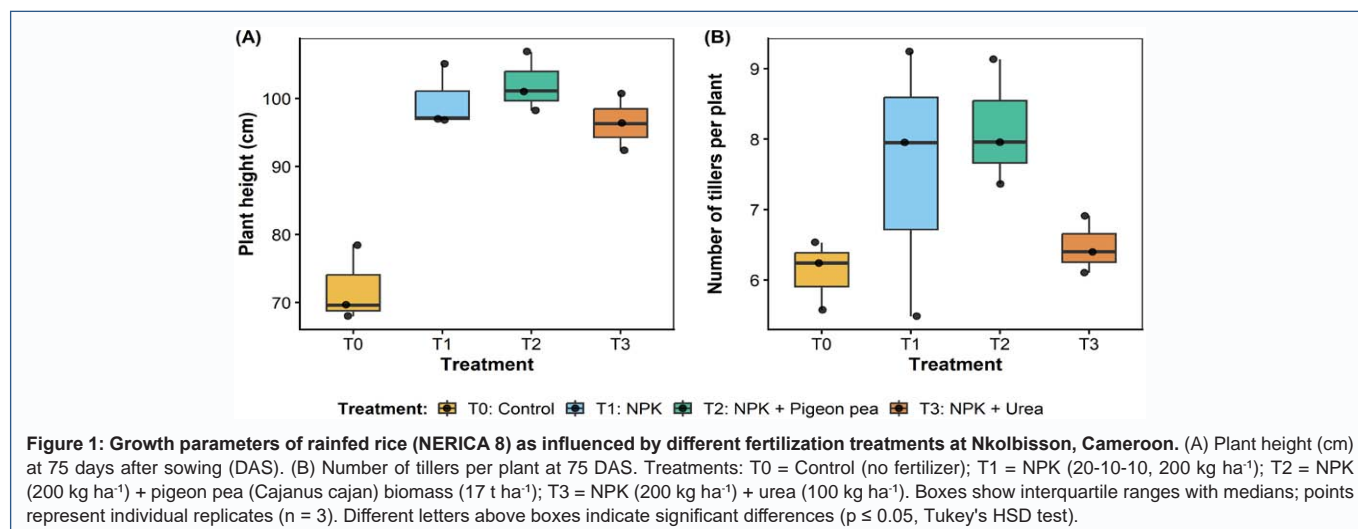 (A)
Plant height (cm)
100
90
80
70
T0 T1 T2 T3
Treatment
(B)
Number of tillers per plant
9
8
7
6
T0 T1 T2 T3
Treatment
Treatment: T0: Control T1: NPK T2: NPK + Pigeon pea T3: NPK + Urea
Figure 1: Growth parameters of rainfed rice (NERICA 8) as influenced by different fertilization treatments at Nkolbisson, Cameroon. (A) Plant height (cm)
at 75 days after sowing (DAS). (B) Number of tillers per plant at 75 DAS. Treatments: T0 = Control (no fertilizer); T1 = NPK (20-10-10, 200 kg ha⁻¹); T2 = NPK
(200 kg ha⁻¹) + pigeon pea (Cajanus cajan) biomass (17 t ha⁻¹); T3 = NPK (200 kg ha⁻¹) + urea (100 kg ha⁻¹). Boxes show interquartile ranges with medians; points
represent individual replicates (n = 3). Different letters above boxes indicate significant differences (p ≤ 0.05, Tukey's HSD test).